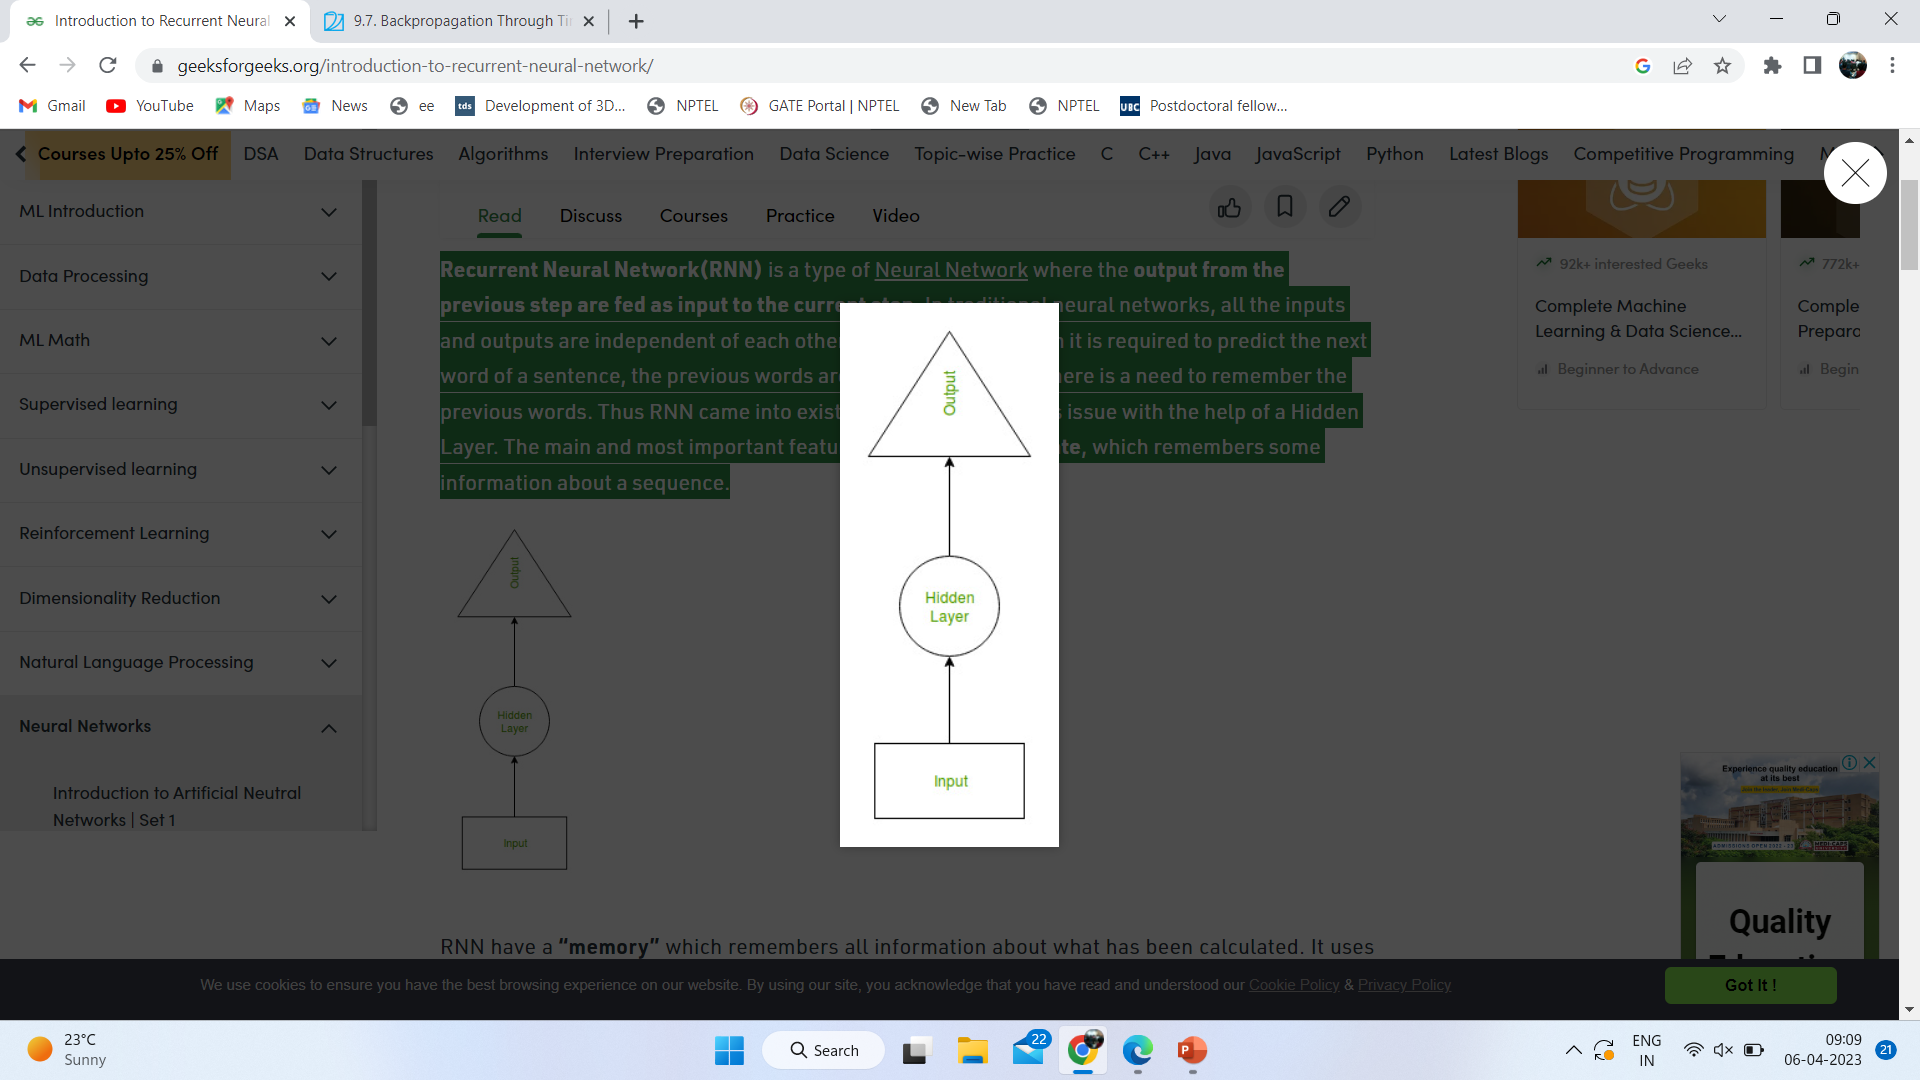 Introduction to Recurrent Neural
9.7. Backpropagation Through Ti
geeksforgeeks.org/introduction-to-recurrent-neural-network/
Gmail YouTube Maps News ee Development of 3D... NPTEL GATE Portal | NPTEL New Tab NPTEL Postdoctoral fellow...
Courses Upto 25% Off DSA Data Structures Algorithms Interview Preparation Data Science Topic-wise Practice C C++ Java JavaScript Python Latest Blogs Competitive Programming
ML Introduction
Data Processing
ML Math
Supervised learning
Unsupervised learning
Reinforcement Learning
Dimensionality Reduction
Natural Language Processing
Neural Networks
Introduction to Artificial Neutral
Networks | Set 1
Read Discuss Courses Practice Video
Recurrent Neural Network(RNN) is a type of Neural Network where the output from the
previous step are fed as input to the curr neural networks, all the inputs
and outputs are independent of each othe it is required to predict the next
word of a sentence, the previous words ar ere is a need to remember the
previous words. Thus RNN came into exist issue with the help of a Hidden
Layer. The main and most important featu te, which remembers some
information about a sequence.
Output
Hidden
Layer
Input
Output
Hidden
Layer
Input
RNN have a “memory” which remembers all information about what has been calculated. It uses
92k+ interested Geeks
Complete Machine
Learning & Data Science...
Beginner to Advance
772k+
Comple
Prepara
Begin
Experience quality education
at its best
ADMISSIONS OPEN 2022 - 23
Quality
We use cookies to ensure you have the best browsing experience on our website. By using our site, you acknowledge that you have read and understood our Cookie Policy & Privacy Policy
Got It !
23°C
Sunny
Search
22
ENG
IN
09:09
06-04-2023
21